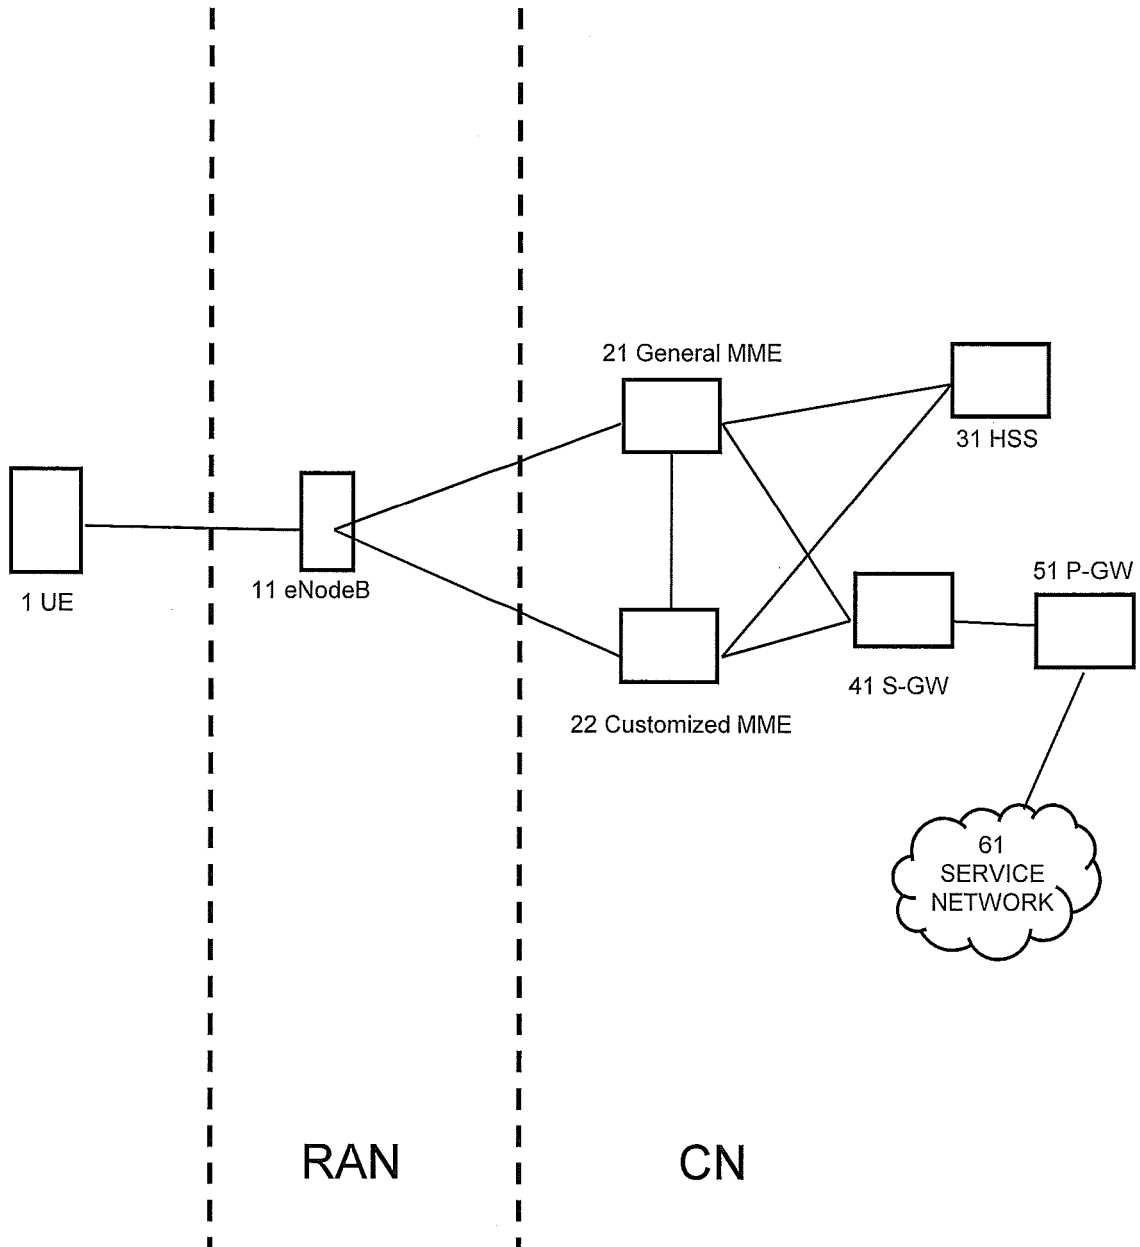 21 General MME
31 HSS
1 UE
11 eNodeB
51 P-GW
41 S-GW
22 Customized MME
61
SERVICE
NETWORK
RAN
CN